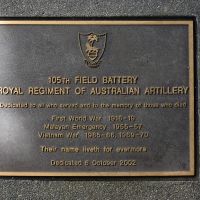 105TH FIELD BATTERY
ROYAL REGIMENT OF AUSTRALIAN ARTILLERY
Dedicated to all who served and to the memory of those who died
First World War 1916-19
Malayan Emergency 1955-57
Vietnam War 1965-66, 1969-70
Their name liveth for evermore
Dedicated 6 October 2002